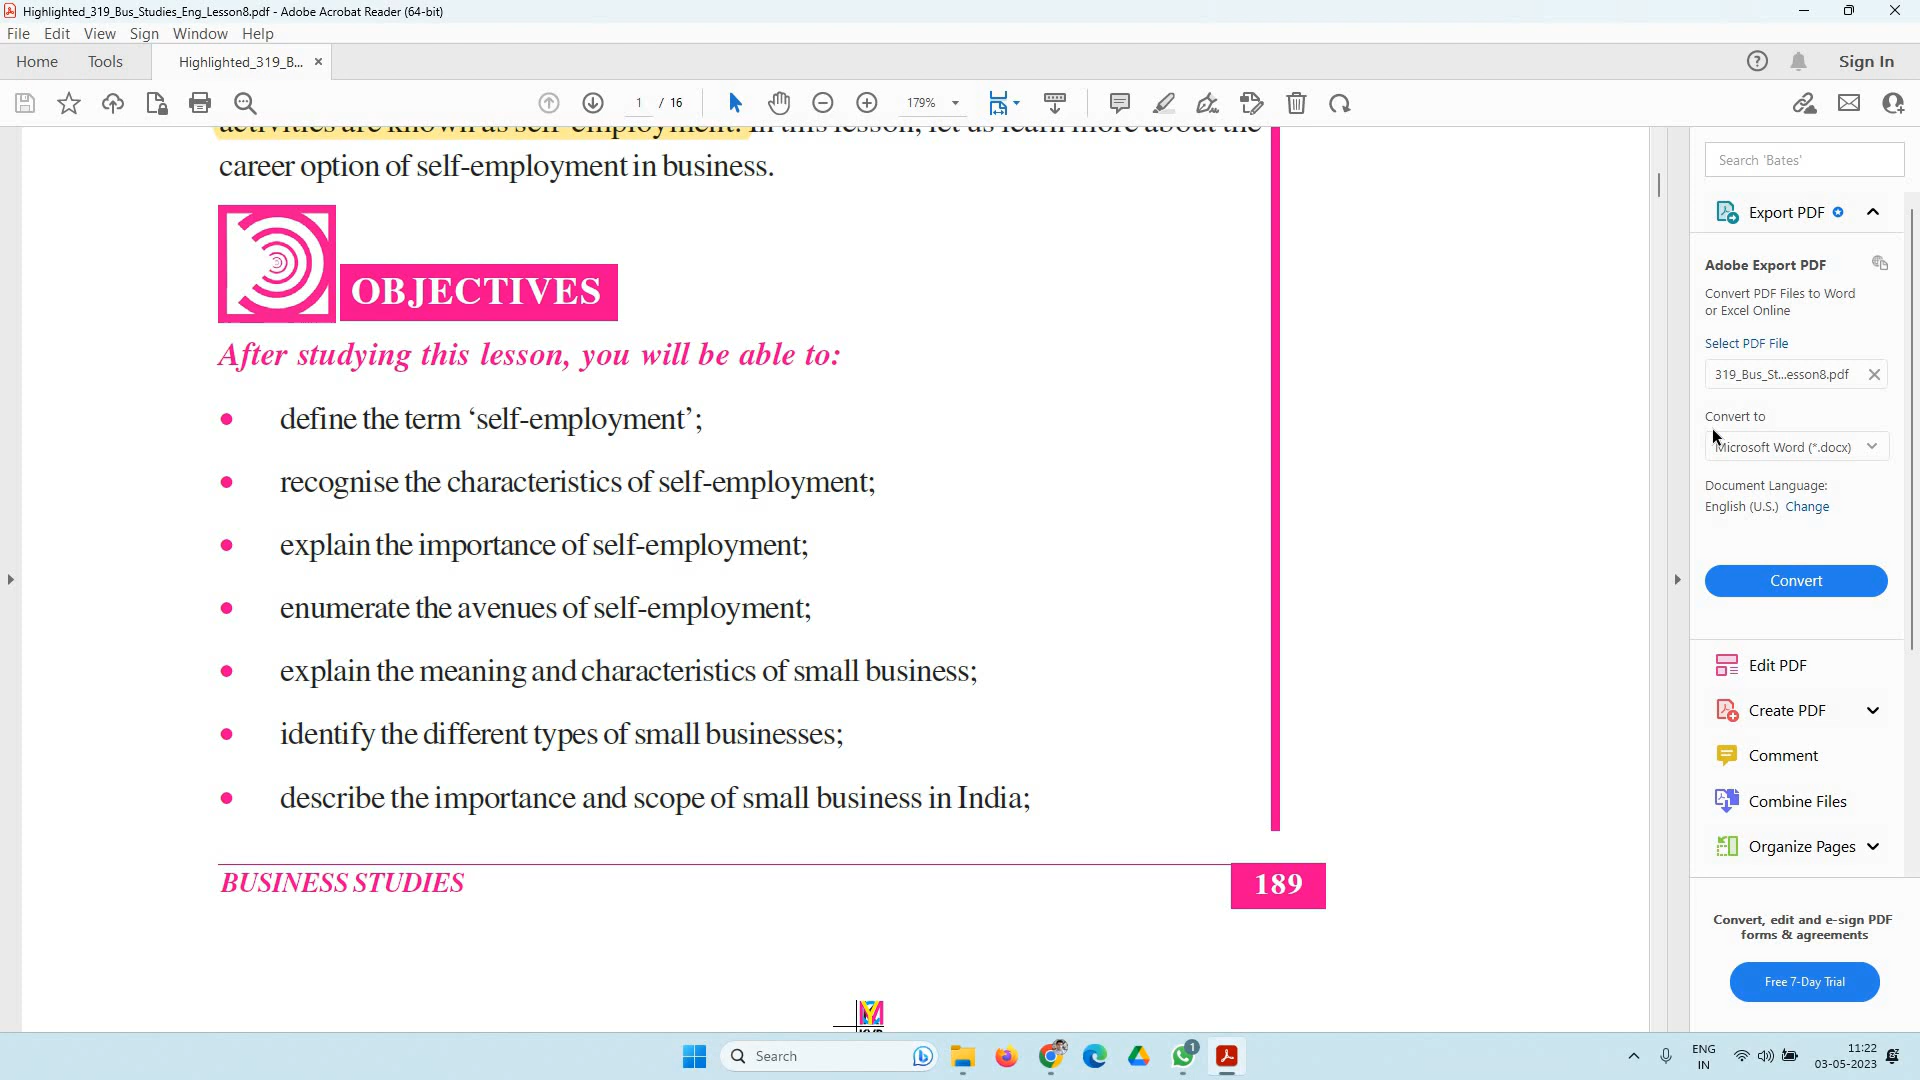 Highlighted_319_Bus_Studies_Eng_Lesson8.pdf - Adobe Acrobat Reader (64-bit)
File Edit View Sign Window Help
Home Tools Highlighted_319_B... Sign In
1 / 16 179%
activities are known as self-employment. In this lesson, let us learn more about the
career option of self-employment in business.
OBJECTIVES
After studying this lesson, you will be able to:
• define the term ‘self-employment’;
• recognise the characteristics of self-employment;
• explain the importance of self-employment;
• enumerate the avenues of self-employment;
• explain the meaning and characteristics of small business;
• identify the different types of small businesses;
• describe the importance and scope of small business in India;
BUSINESS STUDIES 189
Search 'Bates'
Export PDF
Adobe Export PDF
Convert PDF Files to Word
or Excel Online
Select PDF File
319_Bus_St...esson8.pdf
Convert to
Microsoft Word (*.docx)
Document Language:
English (U.S.) Change
Convert
Edit PDF
Create PDF
Comment
Combine Files
Organize Pages
Convert, edit and e-sign PDF
forms & agreements
Free 7-Day Trial
Search
1
ENG
IN
11:22
03-05-2023